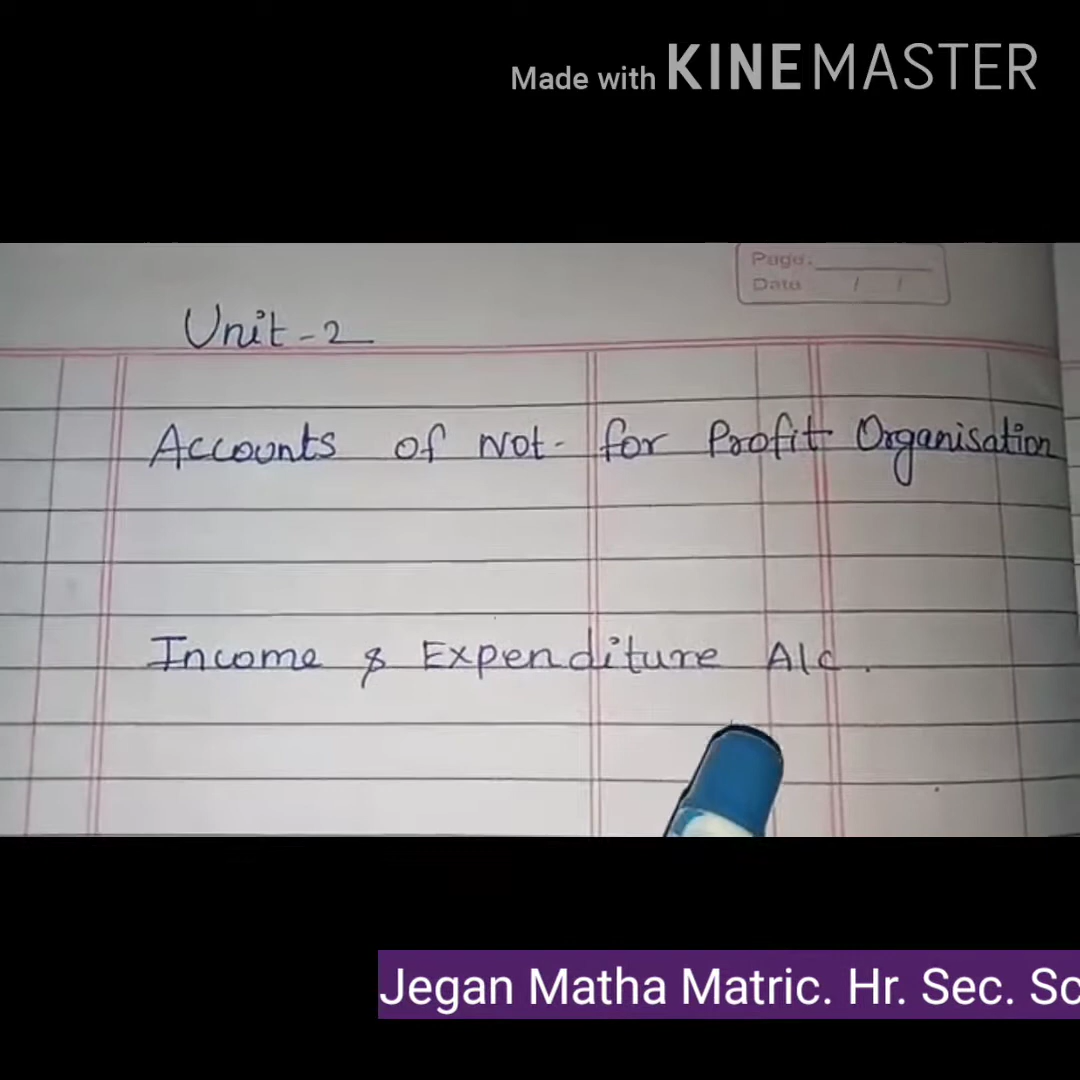 Made with KINEMASTER
Page.
Date / /
Unit - 2
Accounts of Not - for Profit Organisation
Income & Expenditure A/c .
Jegan Matha Matric. Hr. Sec. Sc